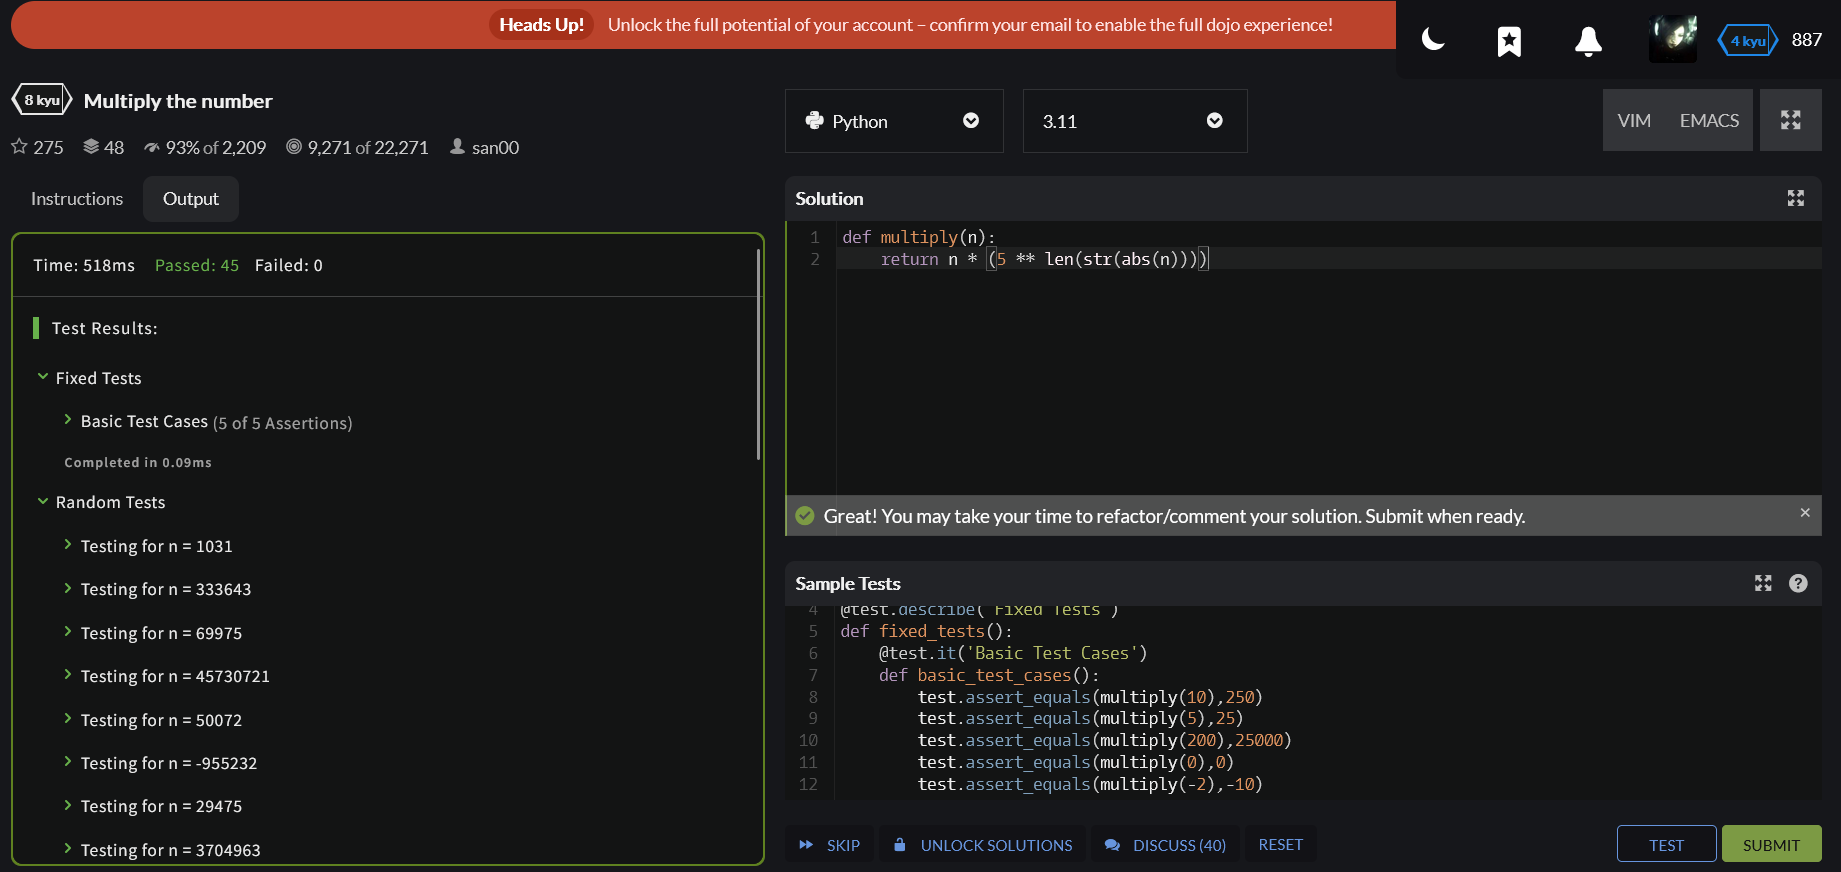 Heads Up! Unlock the full potential of your account – confirm your email to enable the full dojo experience!
4 kyu 887
8 kyu Multiply the number
275 48 93% of 2,209 9,271 of 22,271 san00
Python 3.11 VIM EMACS
Instructions Output
Time: 518ms Passed: 45 Failed: 0
Test Results:
Fixed Tests
Basic Test Cases (5 of 5 Assertions)
Completed in 0.09ms
Random Tests
Testing for n = 1031
Testing for n = 333643
Testing for n = 69975
Testing for n = 45730721
Testing for n = 50072
Testing for n = -955232
Testing for n = 29475
Testing for n = 3704963
Solution
1 def multiply(n):
2 return n * (5 ** len(str(abs(n))))
Great! You may take your time to refactor/comment your solution. Submit when ready.
Sample Tests
4 @test.describe('Fixed Tests')
5 def fixed_tests():
6 @test.it('Basic Test Cases')
7 def basic_test_cases():
8 test.assert_equals(multiply(10),250)
9 test.assert_equals(multiply(5),25)
10 test.assert_equals(multiply(200),25000)
11 test.assert_equals(multiply(0),0)
12 test.assert_equals(multiply(-2),-10)
SKIP UNLOCK SOLUTIONS DISCUSS (40) RESET TEST SUBMIT